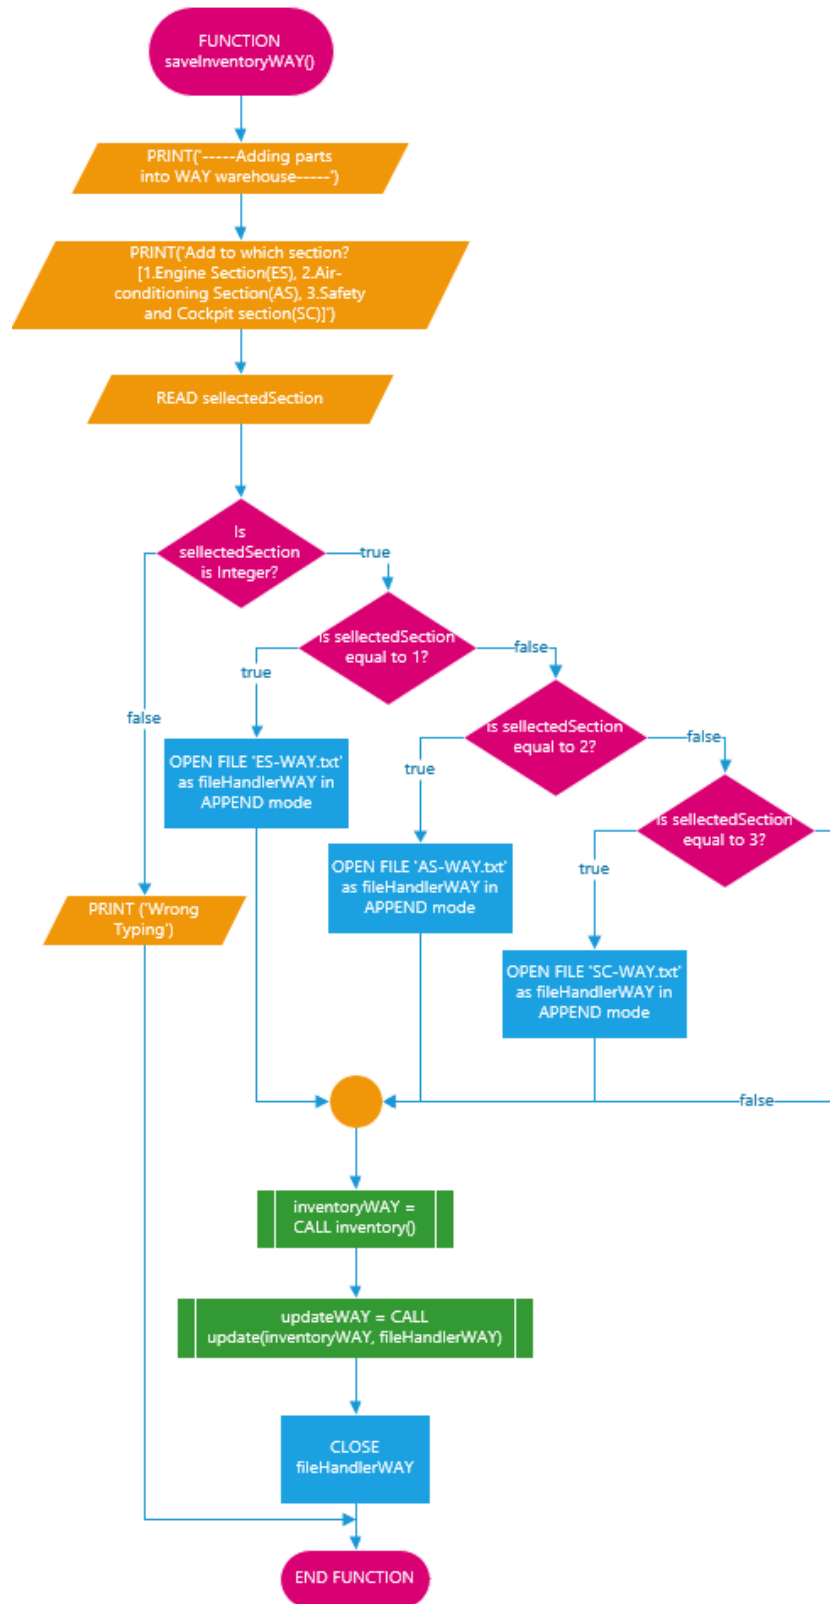 FUNCTION
saveInventoryWAY()
PRINT('-----Adding parts
into WAY warehouse-----')
PRINT('Add to which section?
[1.Engine Section(ES), 2.Air-
conditioning Section(AS), 3.Safety
and Cockpit section(SC)]')
READ sellectedSection
Is
sellectedSection
is Integer?
true
Is sellectedSection
equal to 1?
false
true
Is sellectedSection
equal to 2?
false
false
true
Is sellectedSection
equal to 3?
OPEN FILE 'ES-WAY.txt'
as fileHandlerWAY in
APPEND mode
true
OPEN FILE 'AS-WAY.txt'
as fileHandlerWAY in
APPEND mode
PRINT ('Wrong
Typing')
OPEN FILE 'SC-WAY.txt'
as fileHandlerWAY in
APPEND mode
false
inventoryWAY =
CALL inventory()
updateWAY = CALL
update(inventoryWAY, fileHandlerWAY)
CLOSE
fileHandlerWAY
END FUNCTION